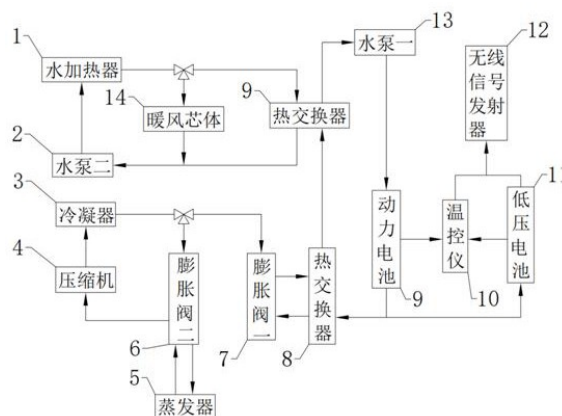 1
水加热器
14
暖风芯体
9
热交换器
13
水泵一
12
无线信号发射器
2
水泵二
3
冷凝器
4
压缩机
膨胀阀二
6
5
蒸发器
膨胀阀一
7
热交换器
8
动力电池
9
温控仪
10
低压电池
11